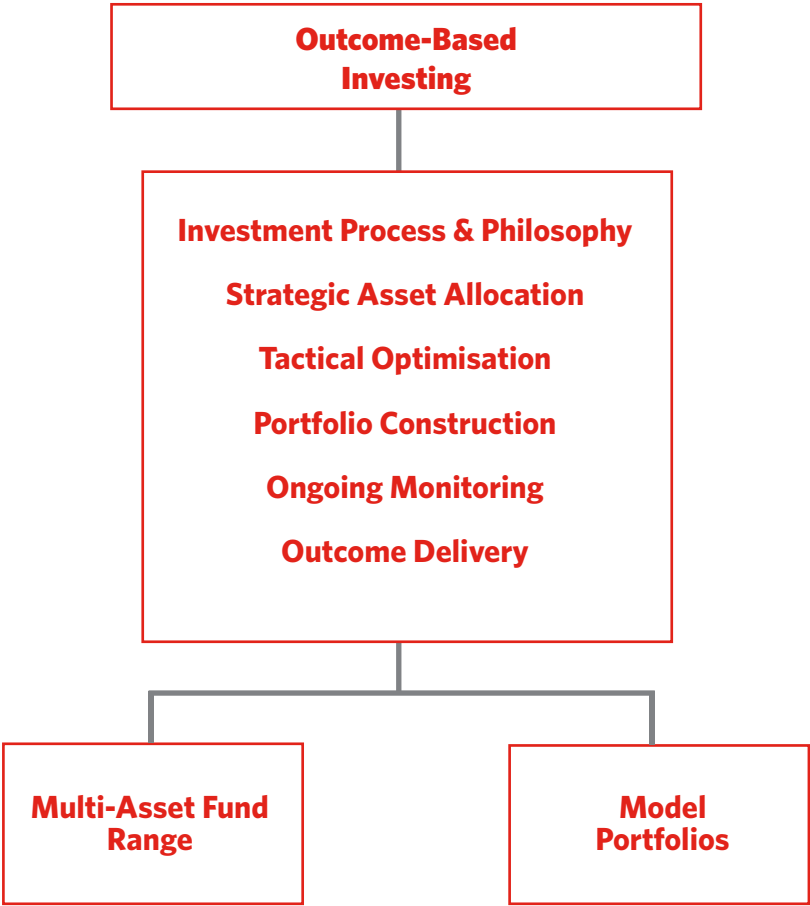 Outcome-Based
Investing
Investment Process & Philosophy
Strategic Asset Allocation
Tactical Optimisation
Portfolio Construction
Ongoing Monitoring
Outcome Delivery
Multi-Asset Fund
Range
Model
Portfolios